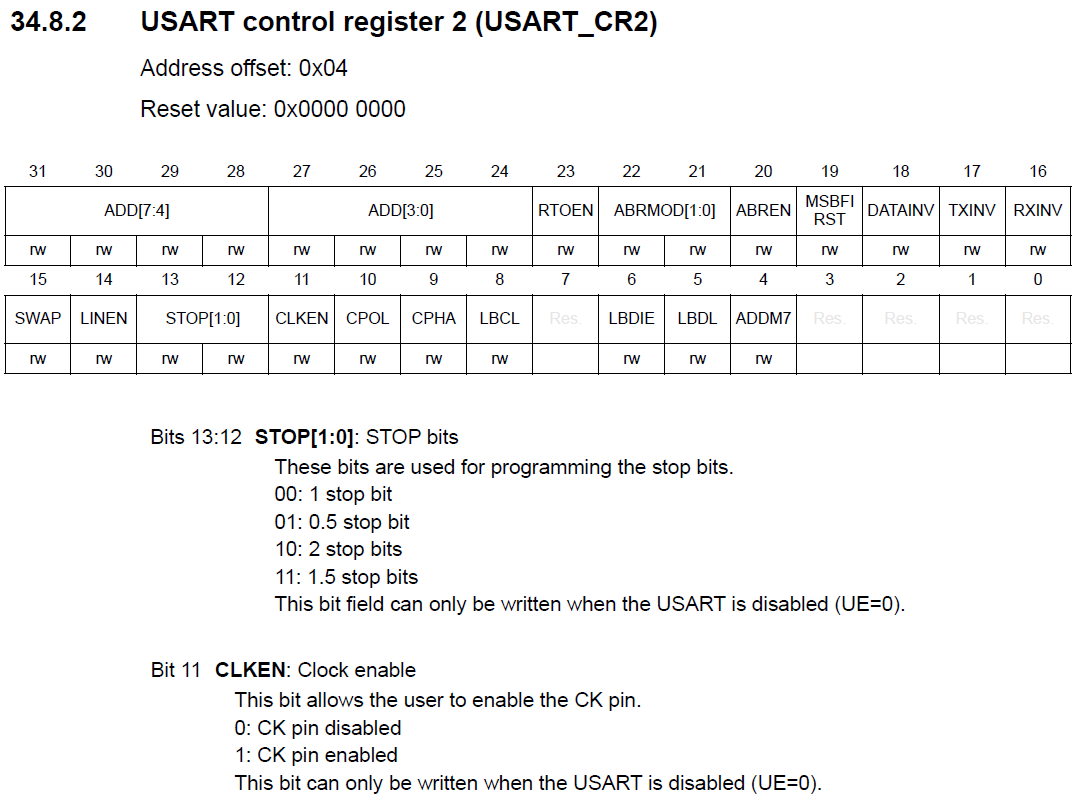 34.8.2 USART control register 2 (USART_CR2)
Address offset: 0x04
Reset value: 0x0000 0000
31 30 29 28 27 26 25 24 23 22 21 20 19 18 17 16
ADD[7:4] ADD[3:0] RTOEN ABRMOD[1:0] ABREN MSBFI RST DATAINV TXINV RXINV
rw rw rw rw rw rw rw rw rw rw rw rw rw rw rw rw
15 14 13 12 11 10 9 8 7 6 5 4 3 2 1 0
SWAP LINEN STOP[1:0] CLKEN CPOL CPHA LBCL Res. LBDIE LBDL ADDM7 Res. Res. Res. Res.
rw rw rw rw rw rw rw rw rw rw rw
Bits 13:12 STOP[1:0]: STOP bits
These bits are used for programming the stop bits.
00: 1 stop bit
01: 0.5 stop bit
10: 2 stop bits
11: 1.5 stop bits
This bit field can only be written when the USART is disabled (UE=0).
Bit 11 CLKEN: Clock enable
This bit allows the user to enable the CK pin.
0: CK pin disabled
1: CK pin enabled
This bit can only be written when the USART is disabled (UE=0).